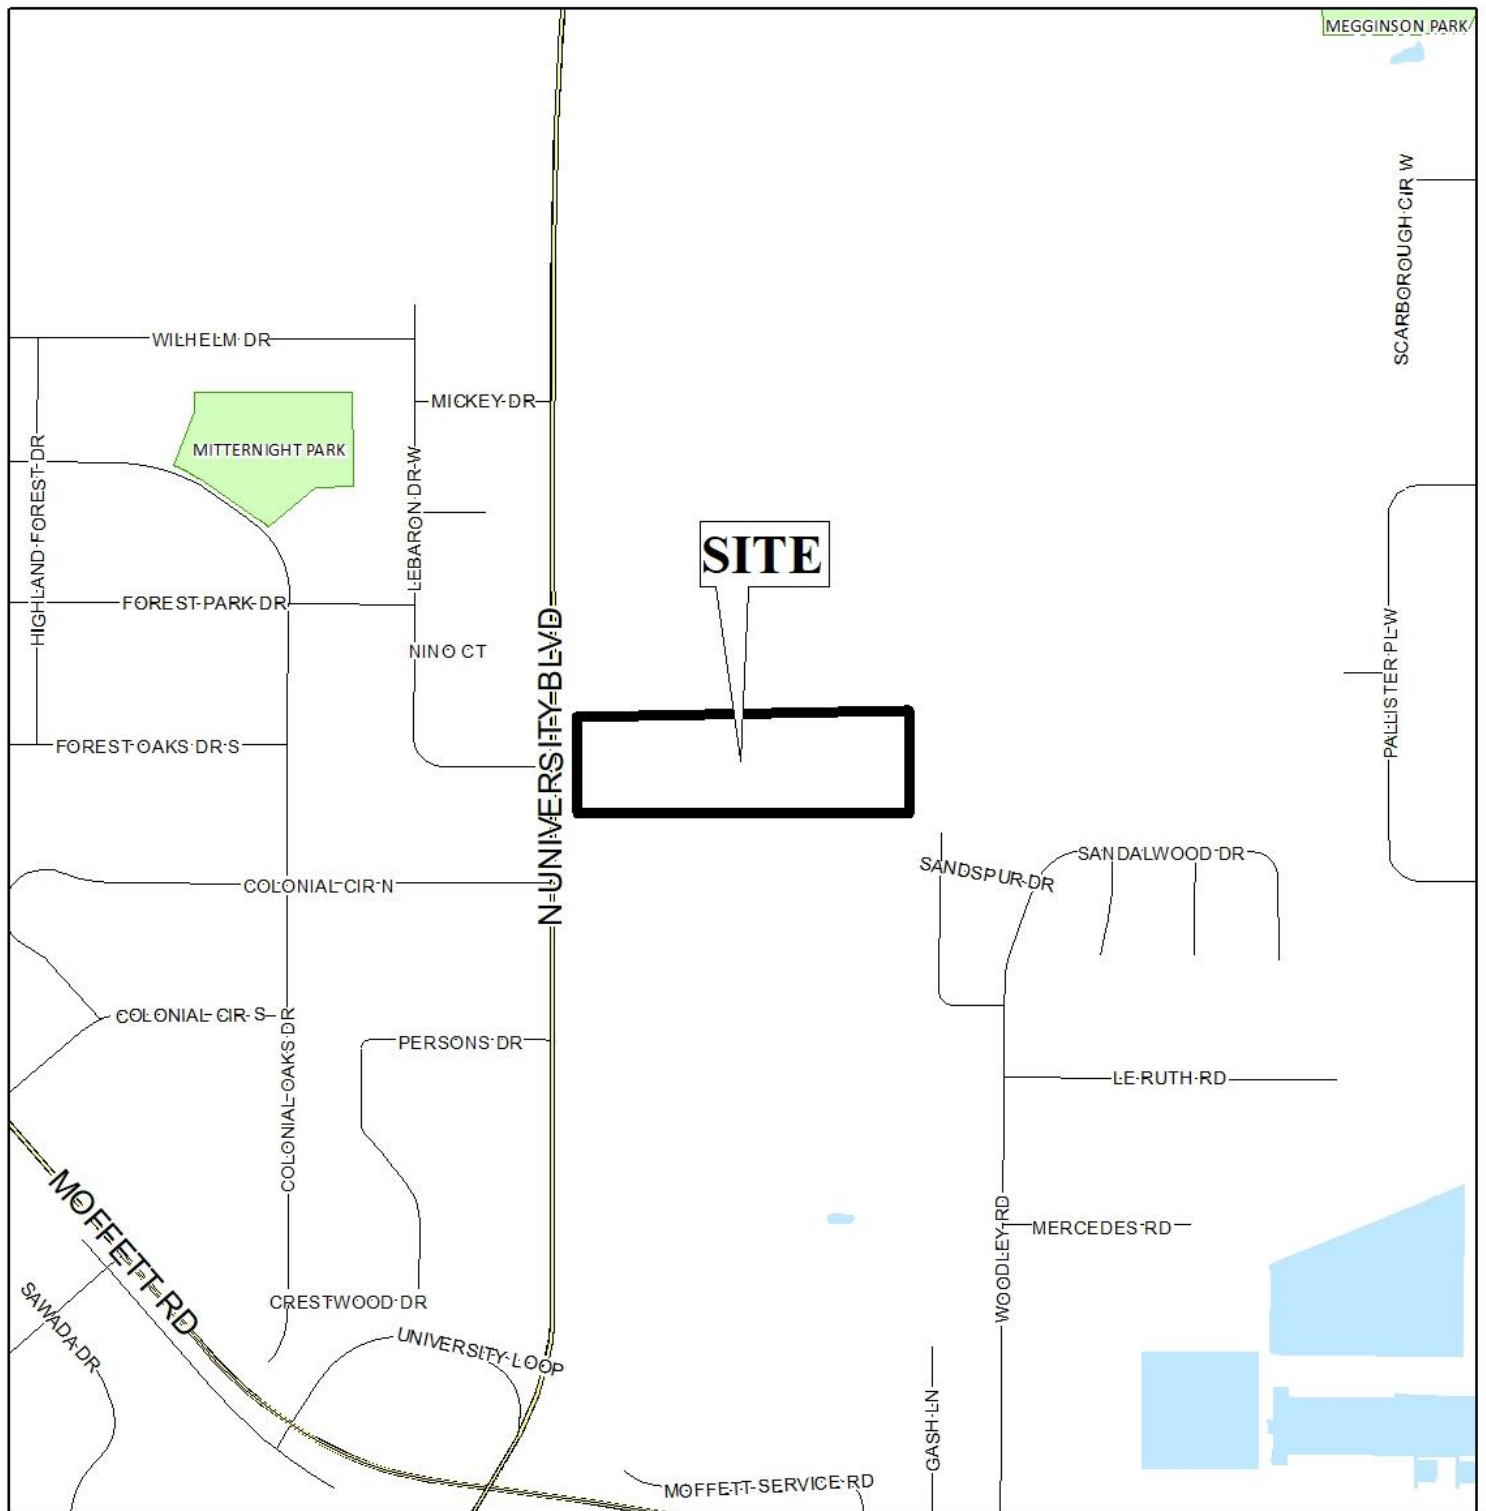 MEGGINSON PARK
SCARBOROUGH CIR W
WILHELM DR
MICKEY DR
MITTERNIGHT PARK
HIGHLAND FOREST DR
LEBARON DR W
SITE
FOREST PARK DR
NINO CT
N UNIVERSITY BLVD
PALLISTER PL W
FOREST OAKS DR S
SANDALWOOD DR
SANDSPUR DR
COLONIAL CIR N
COLONIAL CIR S
COLONIAL OAKS DR
PERSONS DR
LE RUTH RD
MOFFETT RD
WOODLEY RD
MERCEDES RD
SAWADA DR
CRESTWOOD DR
UNIVERSITY LOOP
GASH LN
MOFFETT SERVICE RD